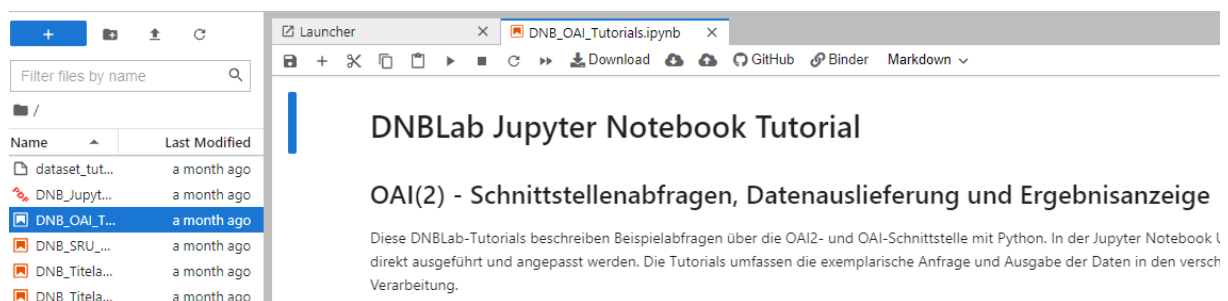 Launcher
DNB_OAI_Tutorials.ipynb
Download GitHub Binder Markdown
Filter files by name
/
Name Last Modified
dataset_tut... a month ago
DNB_Jupyt... a month ago
DNB_OAI_T... a month ago
DNB_SRU_... a month ago
DNB_Titela... a month ago
DNB_Titela... a month ago
DNBLab Jupyter Notebook Tutorial
OAI(2) - Schnittstellenabfragen, Datenauslieferung und Ergebnisanzeige
Diese DNBLab-Tutorials beschreiben Beispielabfragen über die OAI2- und OAI-Schnittstelle mit Python. In der Jupyter Notebook
direkt ausgeführt und angepasst werden. Die Tutorials umfassen die exemplarische Anfrage und Ausgabe der Daten in den
Verarbeitung.